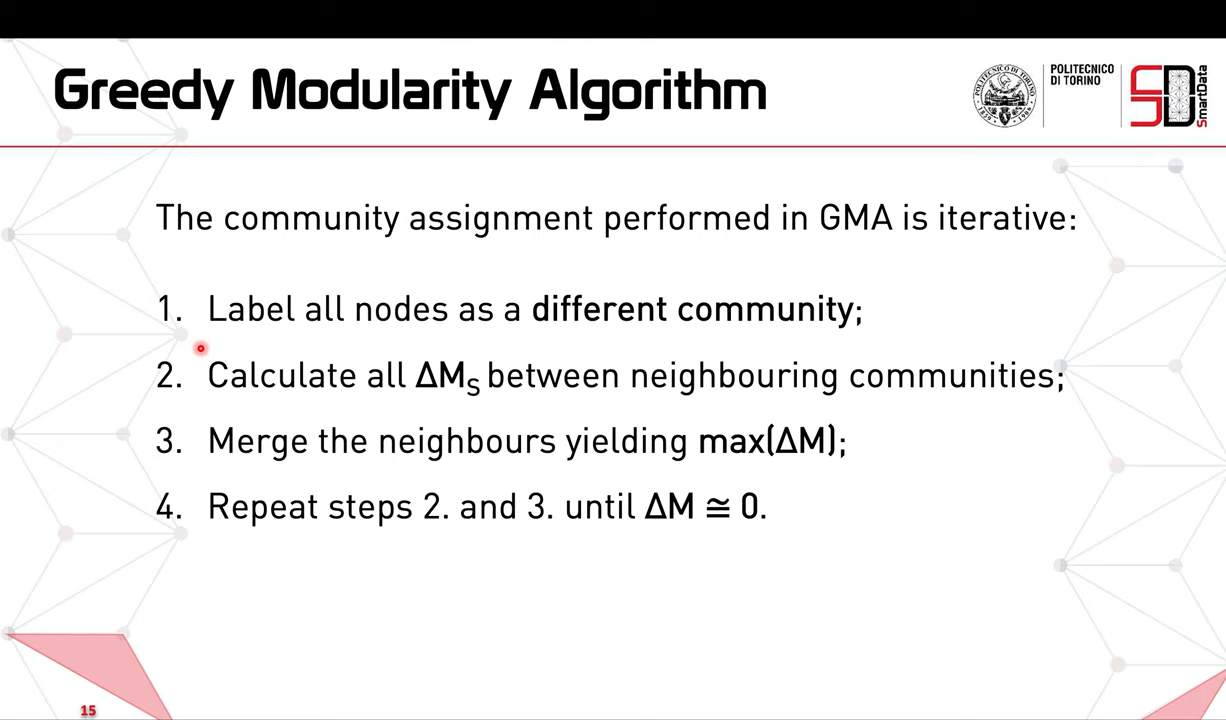 Greedy Modularity Algorithm
POLITECNICO
DI TORINO
SmartData
The community assignment performed in GMA is iterative:
1. Label all nodes as a different community;
2. Calculate all ΔMS between neighbouring communities;
3. Merge the neighbours yielding max(ΔM);
4. Repeat steps 2. and 3. until ΔM ≅ 0.
15